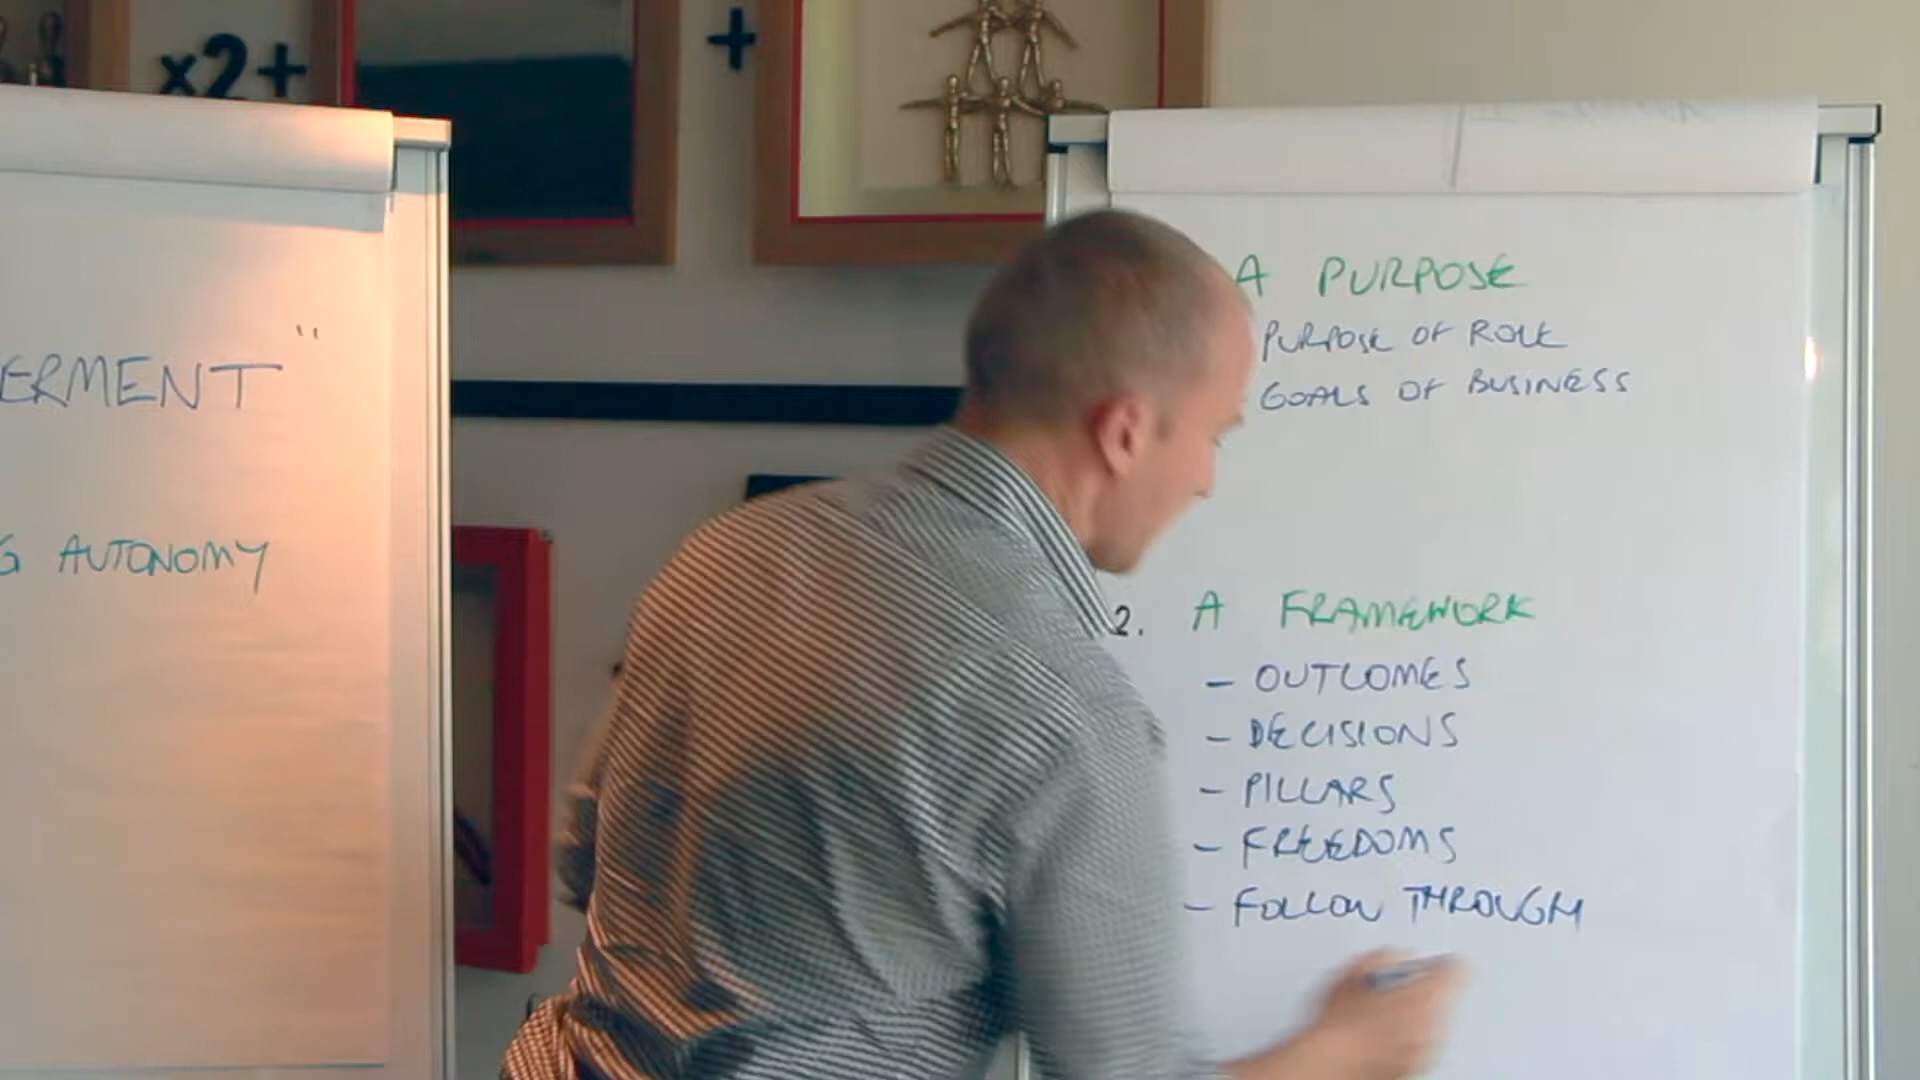 x2+
+
ERMENT"
G AUTONOMY
A PURPOSE
PURPOSE OF ROLE
GOALS OF BUSINESS
2. A FRAMEWORK
- OUTCOMES
- DECISIONS
- PILLARS
- FREEDOMS
- FOLLOW THROUGH